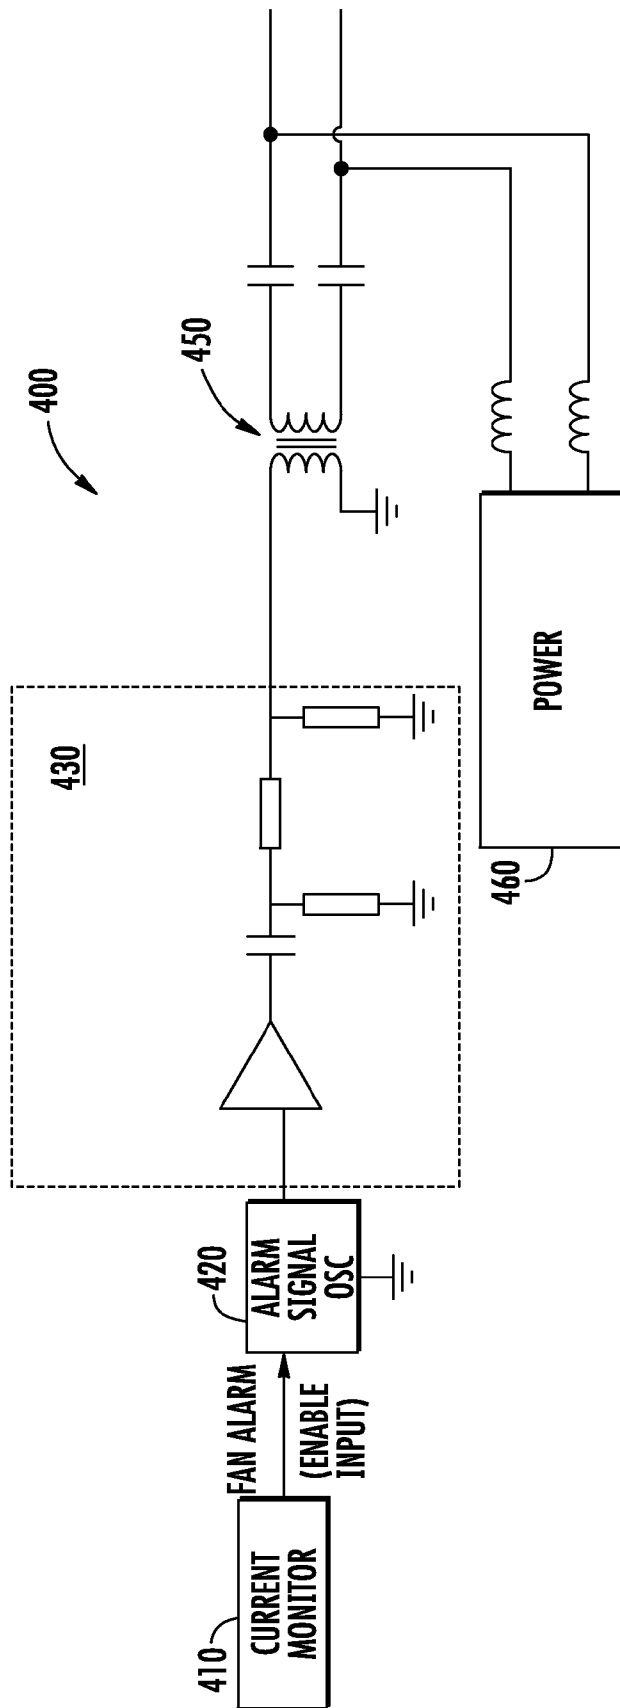 400
410
CURRENT
MONITOR
FAN ALARM
(ENABLE
INPUT)
420
ALARM
SIGNAL
OSC
430
450
460
POWER